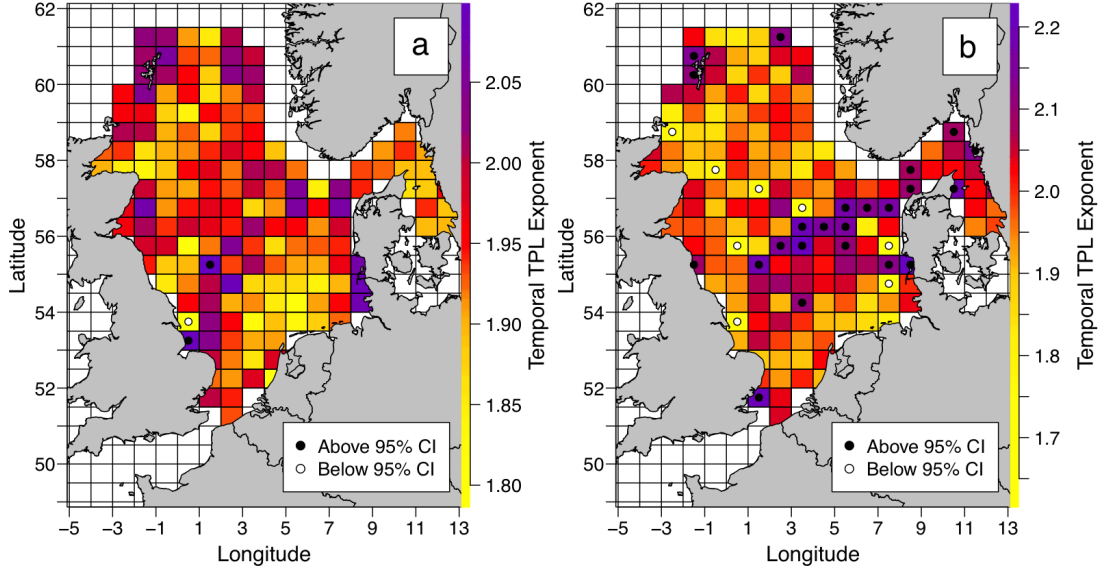 a
62
60
58
56
54
52
50
Latitude
−5 −3 −1 1 3 5 7 9 11 13
Longitude
Above 95% CI
Below 95% CI
2.05
2.00
1.95
1.90
1.85
1.80
Temporal TPL Exponent
b
62
60
58
56
54
52
50
Latitude
−5 −3 −1 1 3 5 7 9 11 13
Longitude
Above 95% CI
Below 95% CI
2.2
2.1
2.0
1.9
1.8
1.7
Temporal TPL Exponent